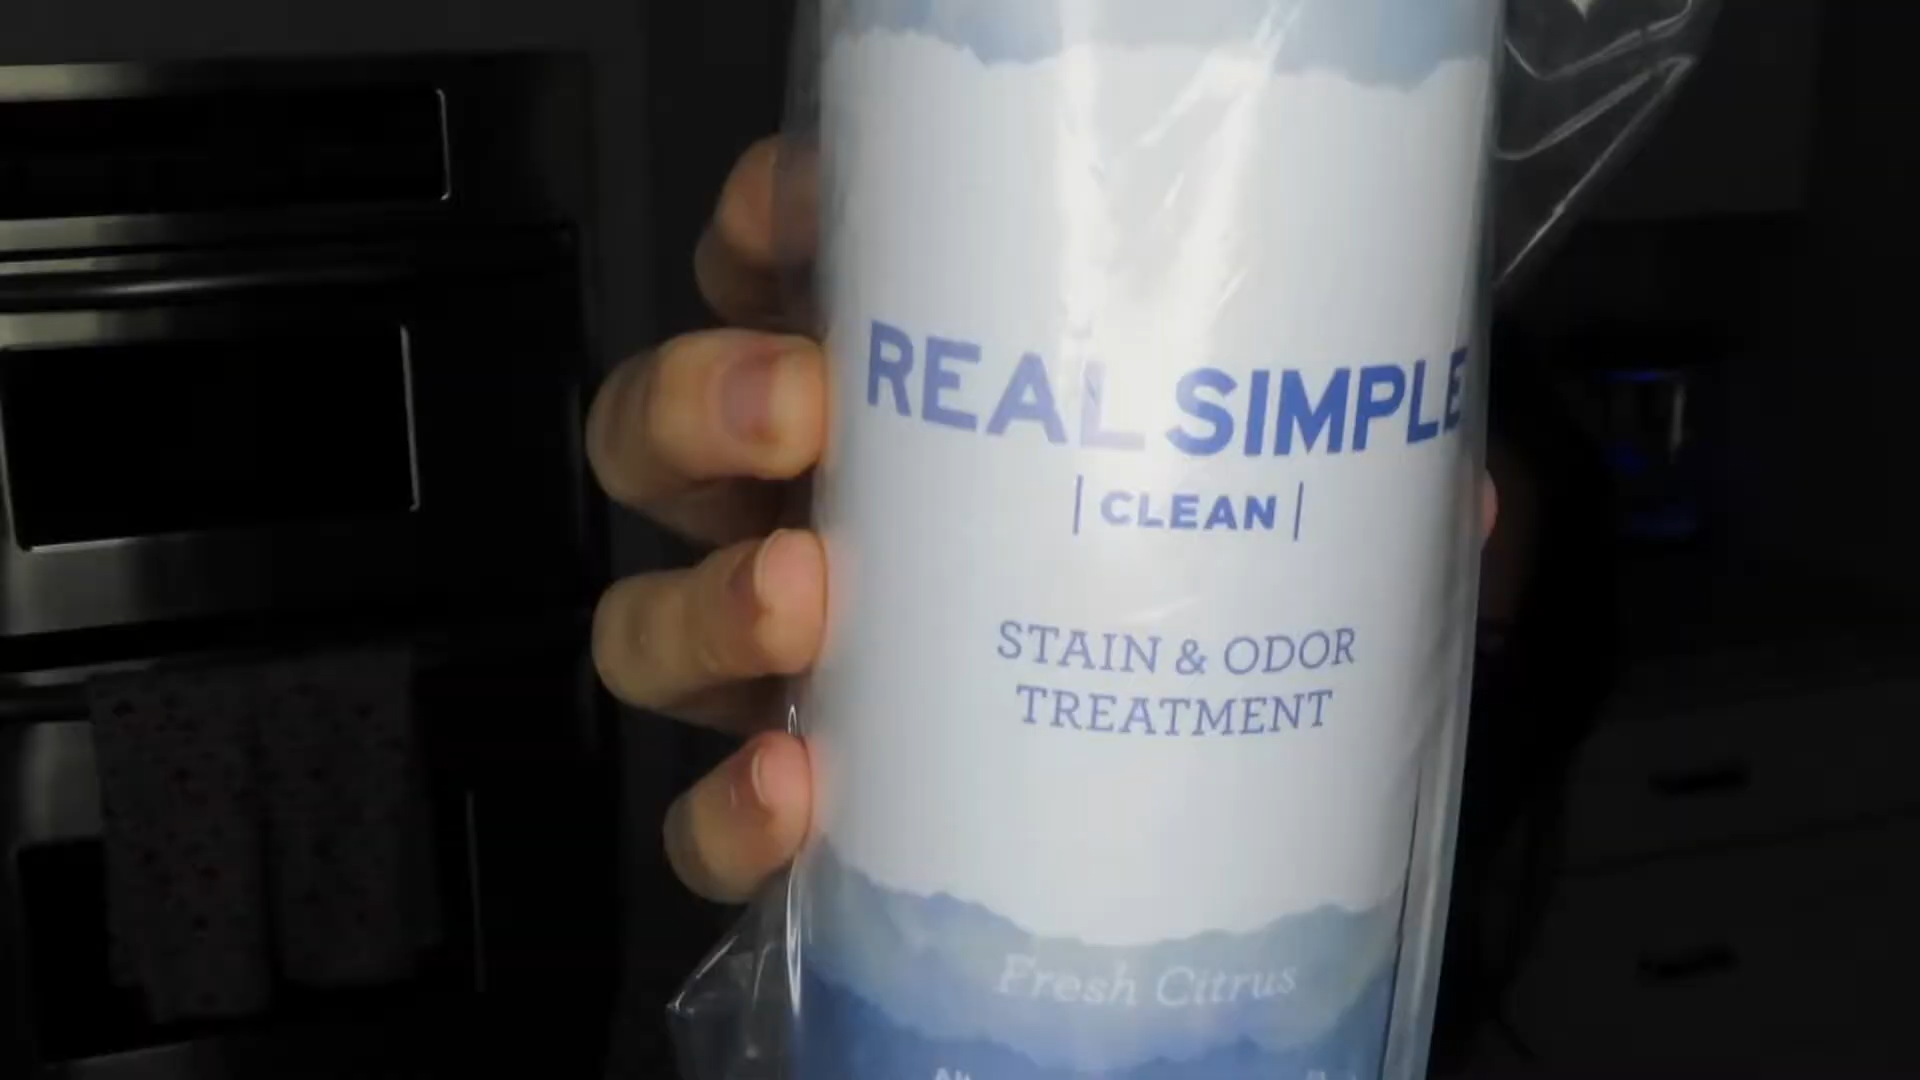 REAL SIMPLE
| CLEAN |
STAIN & ODOR
TREATMENT
Fresh Citrus